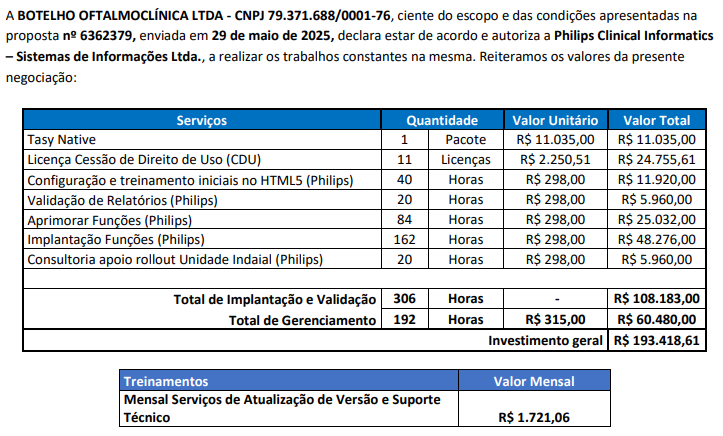 A BOTELHO OFTALMOCLÍNICA LTDA - CNPJ 79.371.688/0001-76, ciente do escopo e das condições apresentadas na
proposta nº 6362379, enviada em 29 de maio de 2025, declara estar de acordo e autoriza a Philips Clinical Informatics
– Sistemas de Informações Ltda., a realizar os trabalhos constantes na mesma. Reiteramos os valores da presente
negociação:
Serviços Quantidade Valor Unitário Valor Total
Tasy Native 1 Pacote R$ 11.035,00 R$ 11.035,00
Licença Cessão de Direito de Uso (CDU) 11 Licenças R$ 2.250,51 R$ 24.755,61
Configuração e treinamento iniciais no HTML5 (Philips) 40 Horas R$ 298,00 R$ 11.920,00
Validação de Relatórios (Philips) 20 Horas R$ 298,00 R$ 5.960,00
Aprimorar Funções (Philips) 84 Horas R$ 298,00 R$ 25.032,00
Implantação Funções (Philips) 162 Horas R$ 298,00 R$ 48.276,00
Consultoria apoio rollout Unidade Indaial (Philips) 20 Horas R$ 298,00 R$ 5.960,00
Total de Implantação e Validação 306 Horas - R$ 108.183,00
Total de Gerenciamento 192 Horas R$ 315,00 R$ 60.480,00
Investimento geral R$ 193.418,61
Treinamentos Valor Mensal
Mensal Serviços de Atualização de Versão e Suporte
Técnico R$ 1.721,06